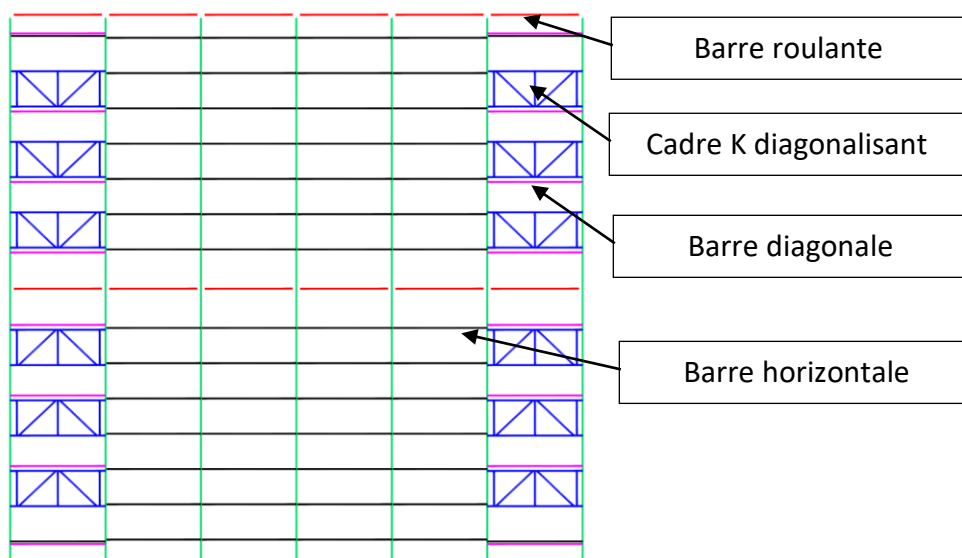 Barre roulante
Cadre K diagonalisant
Barre diagonale
Barre horizontale